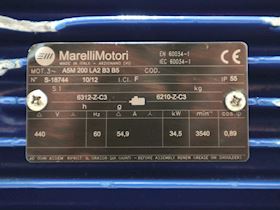 MarelliMotori
MADE IN ITALY - ARZIGNANO (VI)
EN 60034-1
IEC 60034-1
CE
MOT. 3~ A5M 200 LA2 B3 B5 COD.
N° S-18744 10/12 I.CL. F IP 55
S1 kg
6312-Z-C3 6210-Z-C3
h g
V Hz A kW min⁻¹ cosφ
440 60 54,9 34,5 3540 0,89